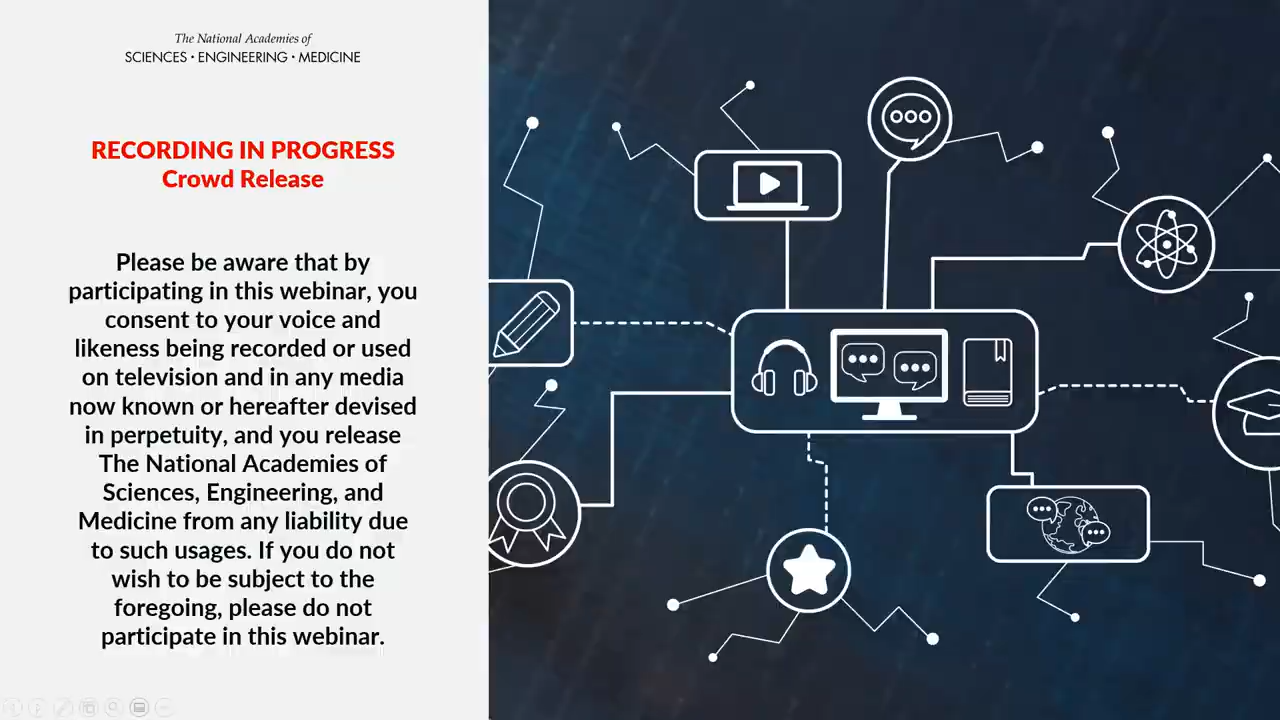 The National Academies of
SCIENCES • ENGINEERING • MEDICINE
RECORDING IN PROGRESS
Crowd Release
Please be aware that by
participating in this webinar, you
consent to your voice and
likeness being recorded or used
on television and in any media
now known or hereafter devised
in perpetuity, and you release
The National Academies of
Sciences, Engineering, and
Medicine from any liability due
to such usages. If you do not
wish to be subject to the
foregoing, please do not
participate in this webinar.